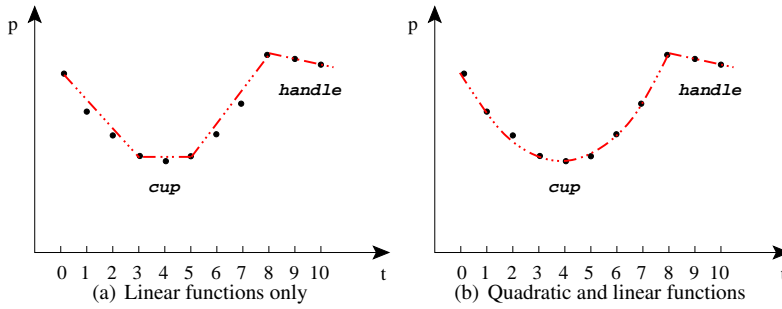 p
handle
cup
0 1 2 3 4 5 6 7 8 9 10 t
(a) Linear functions only
p
handle
cup
0 1 2 3 4 5 6 7 8 9 10 t
(b) Quadratic and linear functions